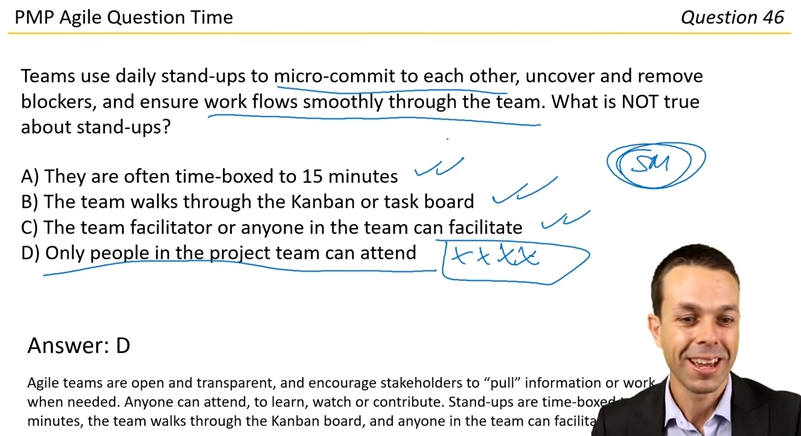 PMP Agile Question Time
Question 46
Teams use daily stand-ups to micro-commit to each other, uncover and remove
blockers, and ensure work flows smoothly through the team. What is NOT true
about stand-ups?
SM
A) They are often time-boxed to 15 minutes
B) The team walks through the Kanban or task board
C) The team facilitator or anyone in the team can facilitate
D) Only people in the project team can attend
xxxx
Answer: D
Agile teams are open and transparent, and encourage stakeholders to “pull” information or work
when needed. Anyone can attend, to learn, watch or contribute. Stand-ups are time-boxed
minutes, the team walks through the Kanban board, and anyone in the team can